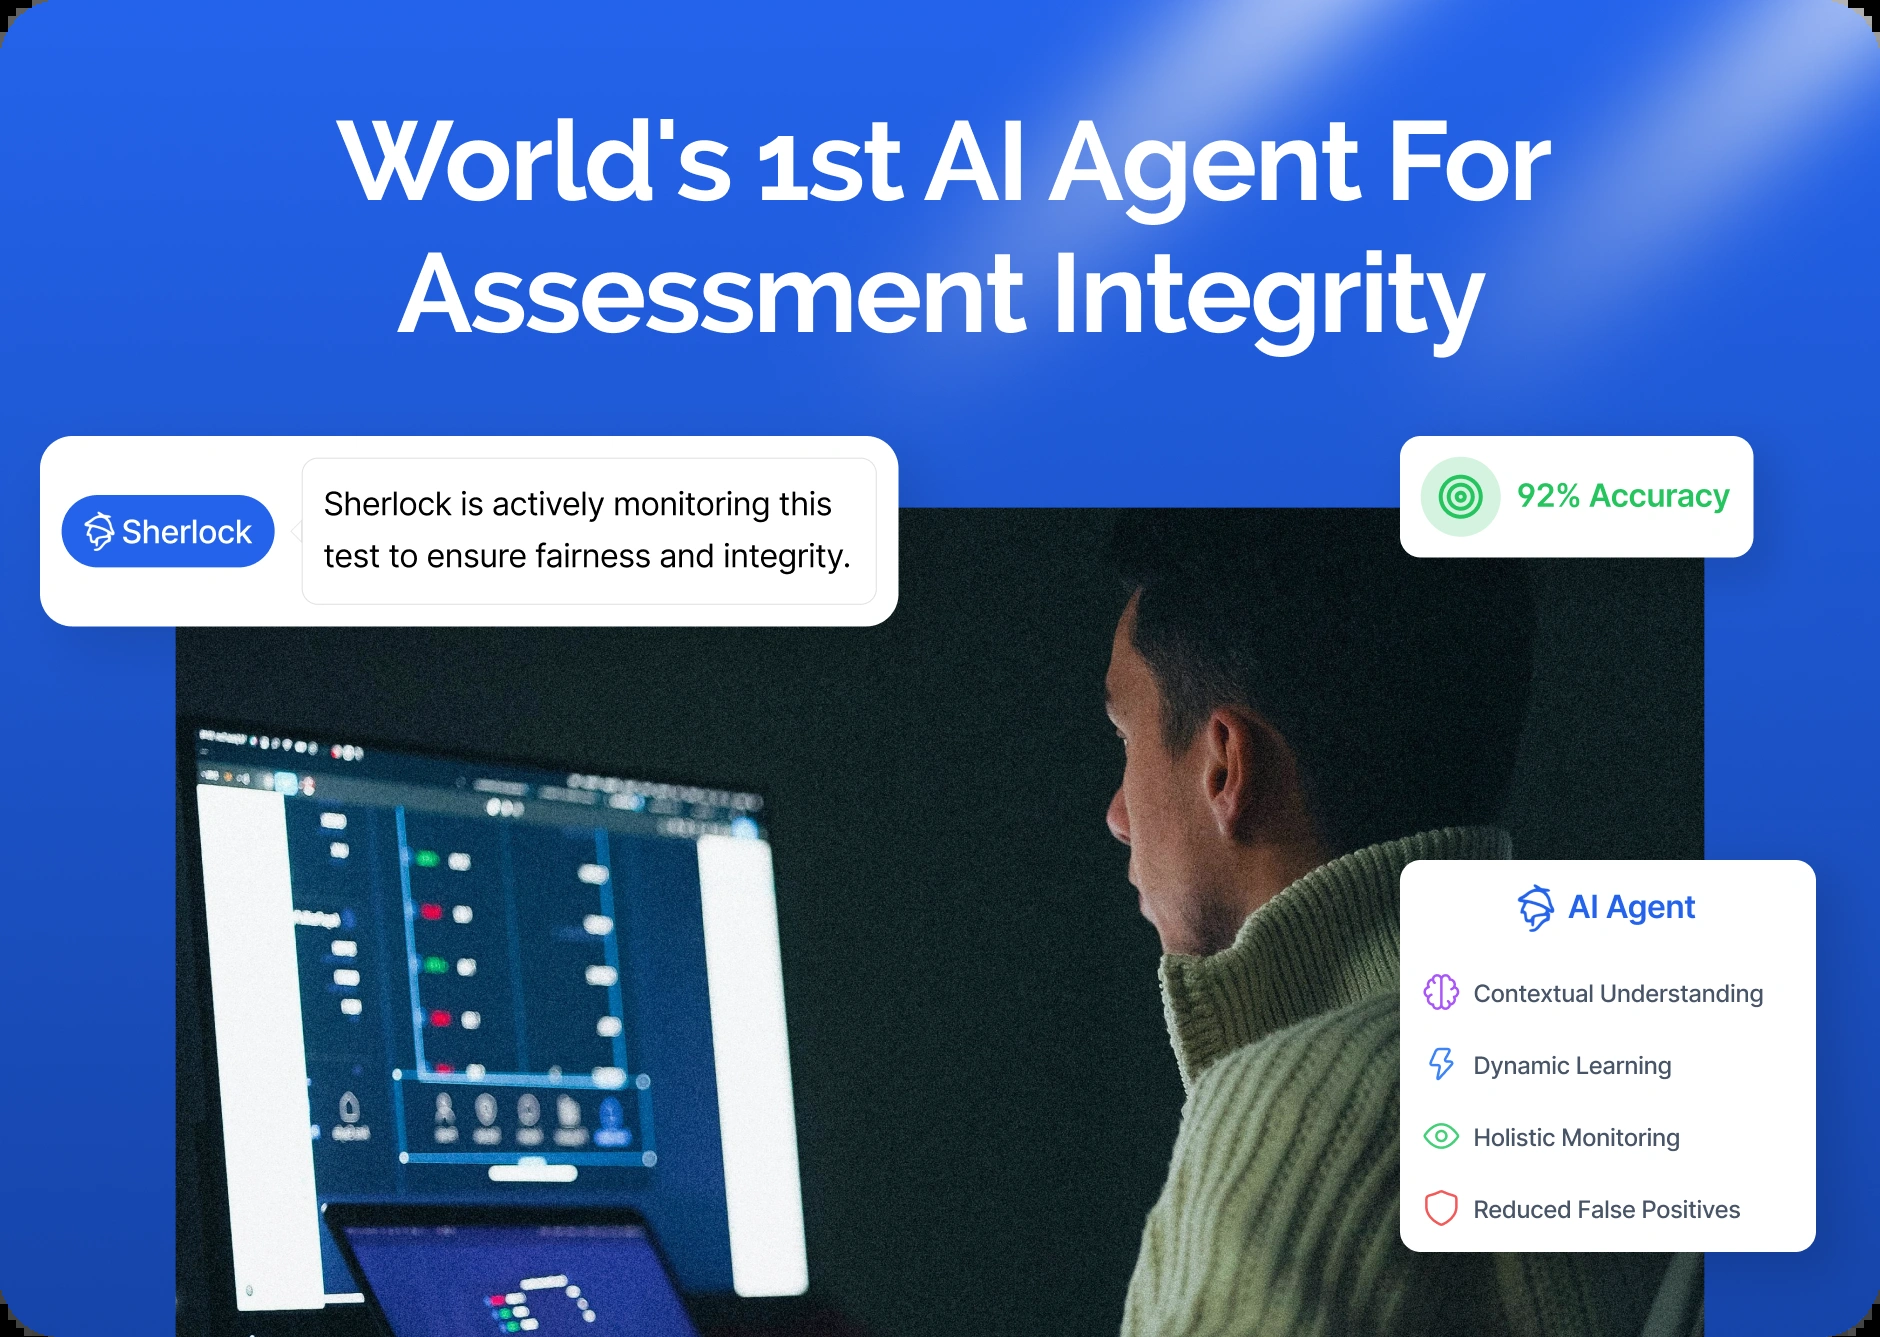 World's 1st AI Agent For
Assessment Integrity
Sherlock
Sherlock is actively monitoring this
test to ensure fairness and integrity.
92% Accuracy
AI Agent
Contextual Understanding
Dynamic Learning
Holistic Monitoring
Reduced False Positives